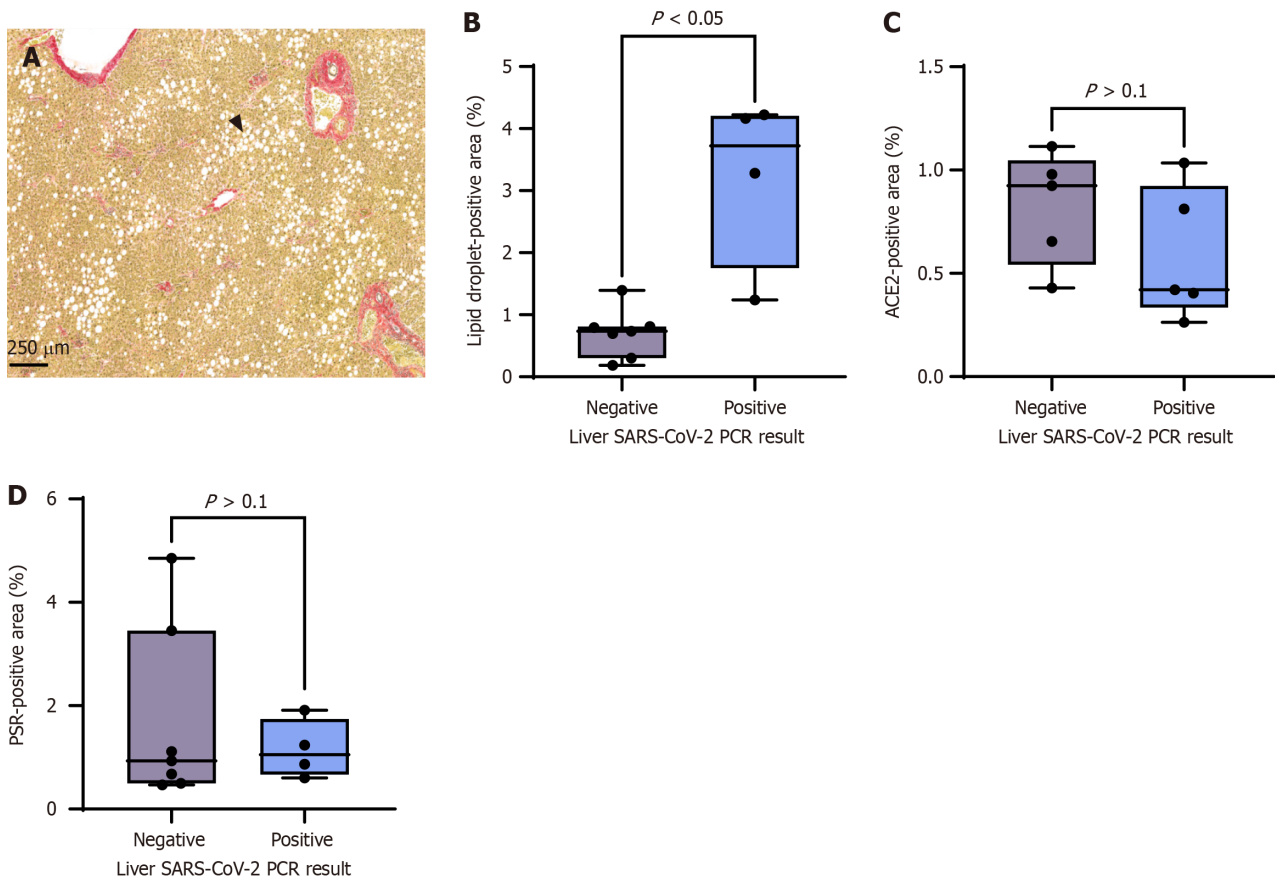 A
250 μm
B
P < 0.05
Lipid droplet-positive area (%)
5
4
3
2
1
0
Negative Positive
Liver SARS-CoV-2 PCR result
C
P > 0.1
ACE2-positive area (%)
1.5
1.0
0.5
0.0
Negative Positive
Liver SARS-CoV-2 PCR result
D
P > 0.1
PSR-positive area (%)
6
4
2
0
Negative Positive
Liver SARS-CoV-2 PCR result